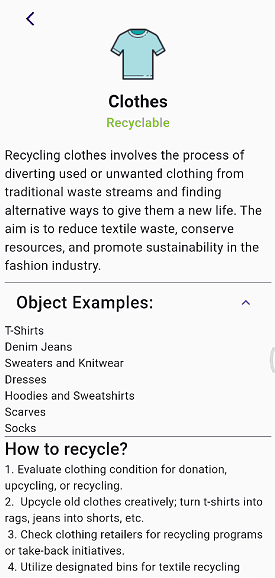 Clothes
Recyclable
Recycling clothes involves the process of
diverting used or unwanted clothing from
traditional waste streams and finding
alternative ways to give them a new life. The
aim is to reduce textile waste, conserve
resources, and promote sustainability in the
fashion industry.
Object Examples:
T-Shirts
Denim Jeans
Sweaters and Knitwear
Dresses
Hoodies and Sweatshirts
Scarves
Socks
How to recycle?
1. Evaluate clothing condition for donation,
upcycling, or recycling.
2. Upcycle old clothes creatively; turn t-shirts into
rags, jeans into shorts, etc.
3. Check clothing retailers for recycling programs
or take-back initiatives.
4. Utilize designated bins for textile recycling